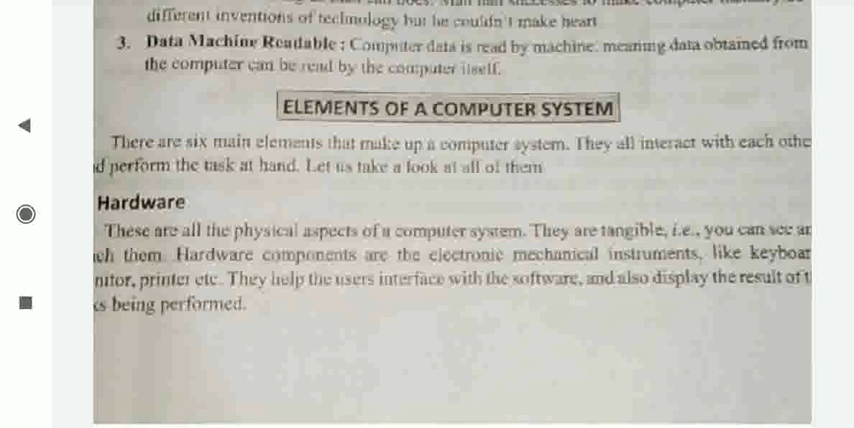 different inventions of technology but he couldn't make heart
3. Data Machine Readable : Computer data is read by machine. meaning data obtained from
the computer can be read by the computer itself.
ELEMENTS OF A COMPUTER SYSTEM
There are six main elements that make up a computer system. They all interact with each othe
d perform the task at hand. Let us take a look at all of them
Hardware
These are all the physical aspects of a computer system. They are tangible, i.e., you can see an
ch them. Hardware components are the electronic mechanical instruments, like keyboar
nitor, printer etc. They help the users interface with the software, and also display the result of t
ks being performed.